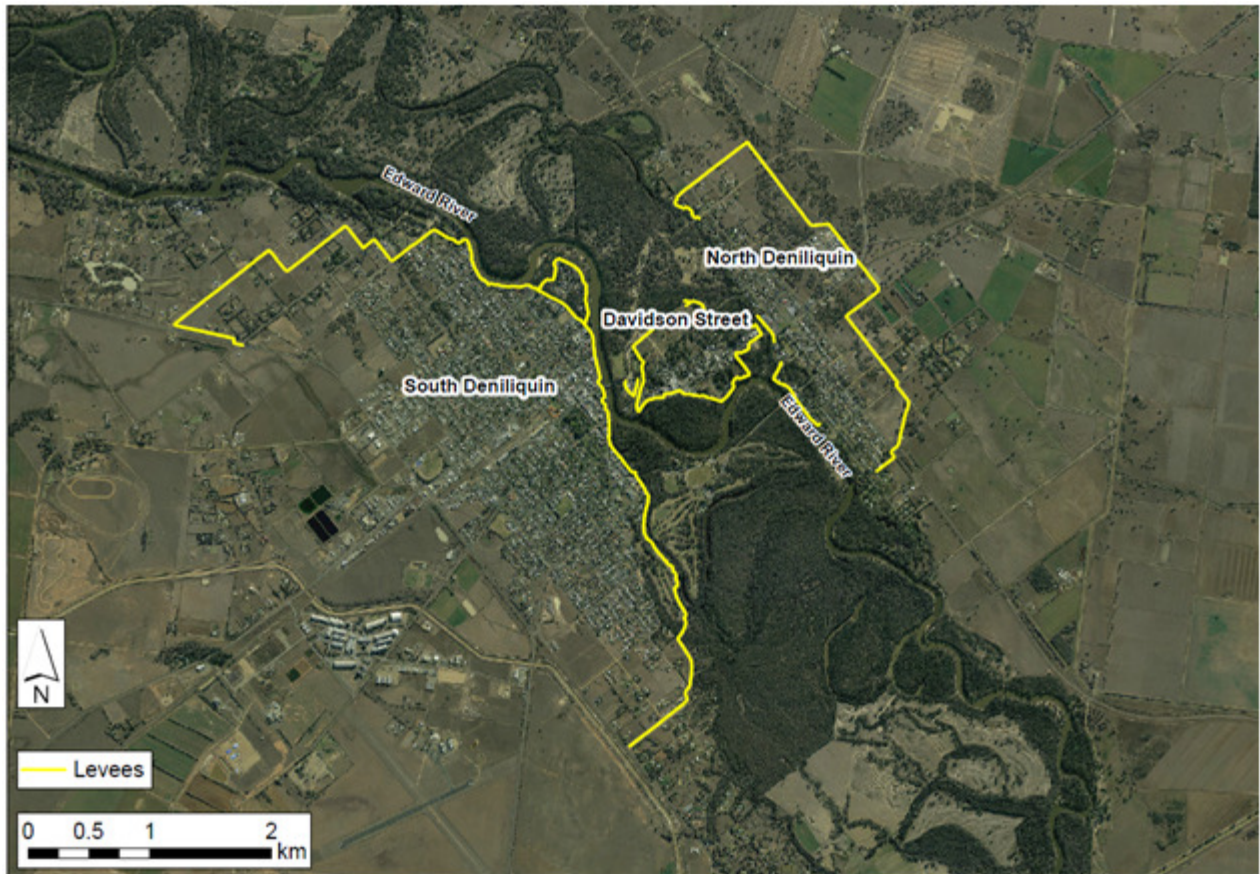 Edward River
North Deniliquin
Davidson Street
South Deniliquin
Edward River
N
Levees
0 0.5 1 2
km